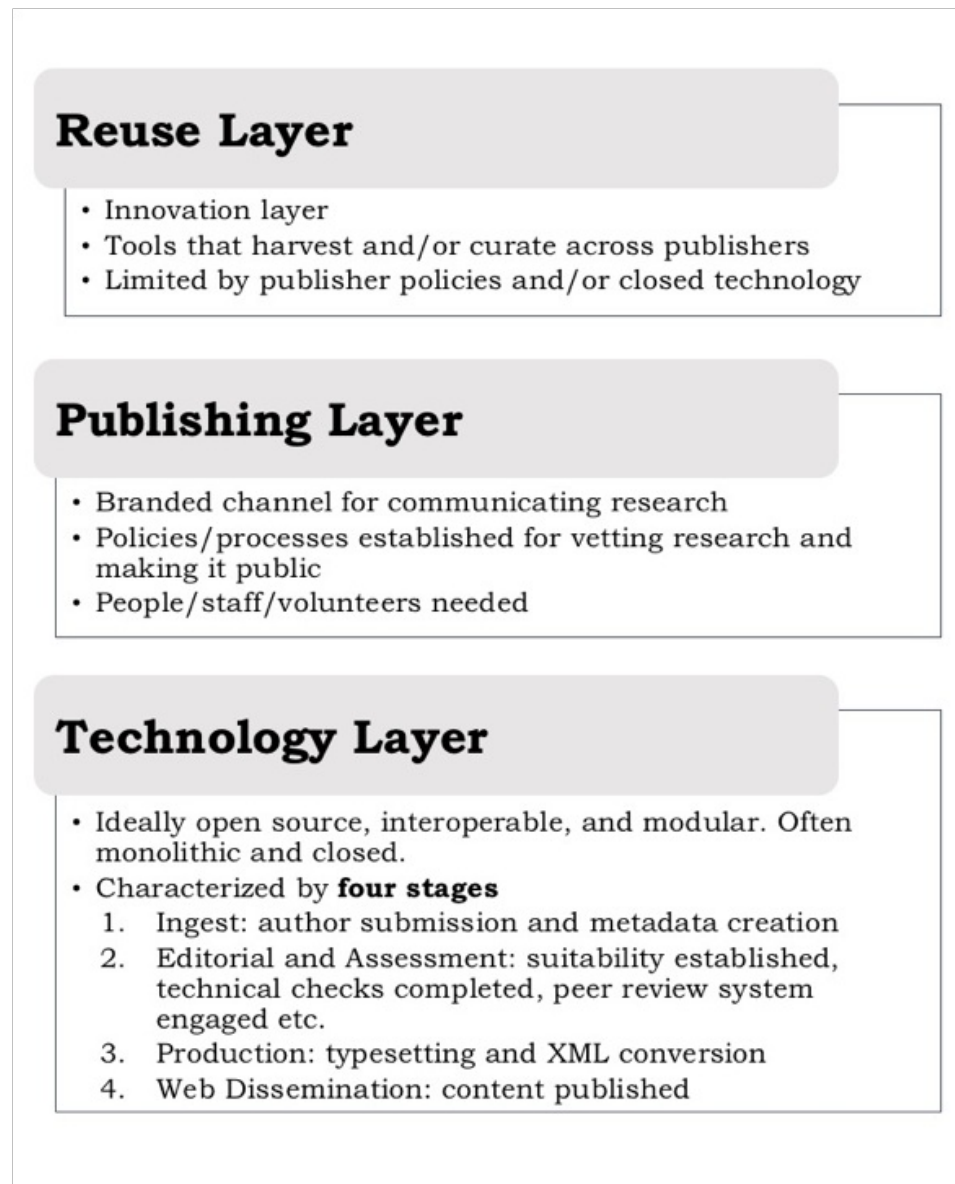 Reuse Layer
• Innovation layer
• Tools that harvest and/or curate across publishers
• Limited by publisher policies and/or closed technology
Publishing Layer
• Branded channel for communicating research
• Policies/processes established for vetting research and
making it public
• People/staff/volunteers needed
Technology Layer
• Ideally open source, interoperable, and modular. Often
monolithic and closed.
• Characterized by four stages
1. Ingest: author submission and metadata creation
2. Editorial and Assessment: suitability established,
technical checks completed, peer review system
engaged etc.
3. Production: typesetting and XML conversion
4. Web Dissemination: content published